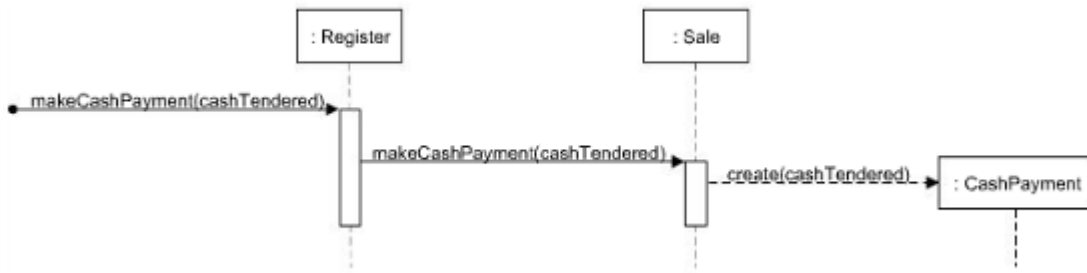 : Register
: Sale
makeCashPayment(cashTendered)
makeCashPayment(cashTendered)
create(cashTendered)
: CashPayment